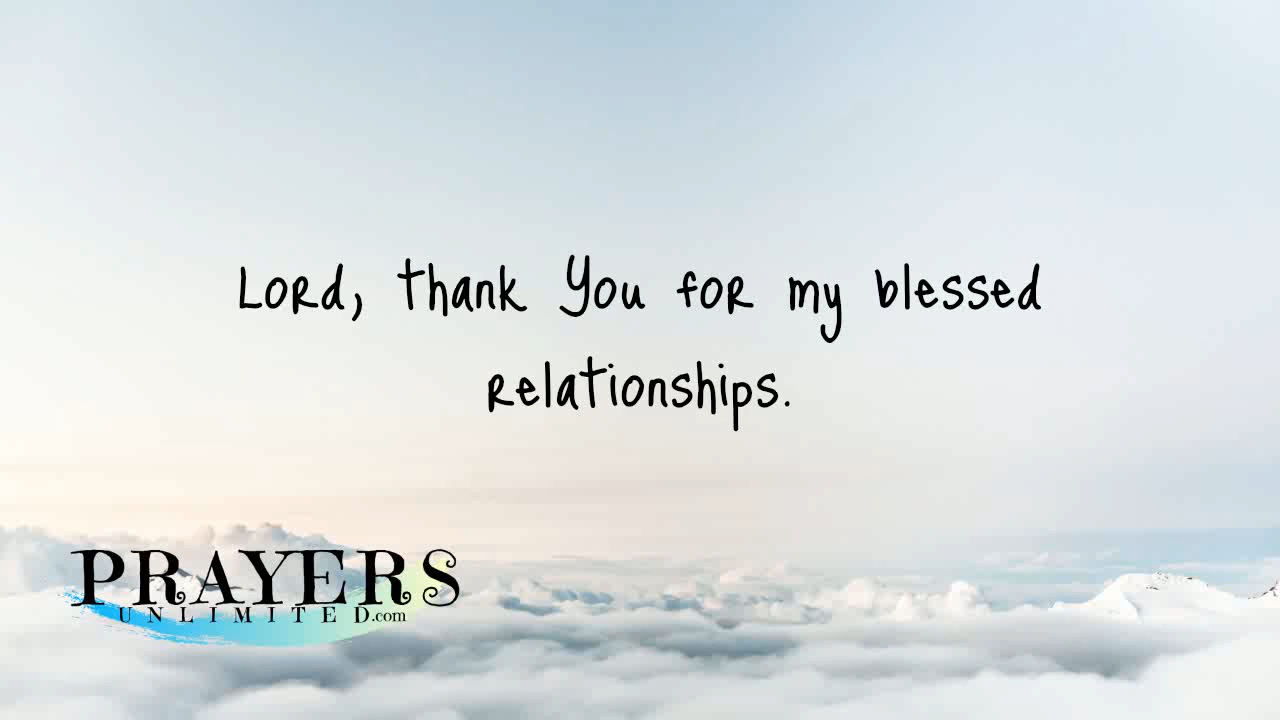 Lord, thank You for my blessed
relationships.
PRAYERS
UNLIMITED.com